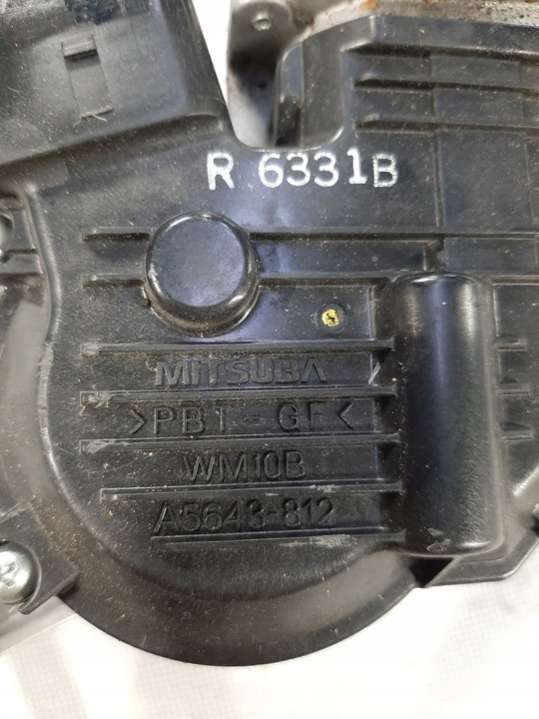 R 6331B
MITSUBA
>PBT-GF<
WM10B
A5643-812